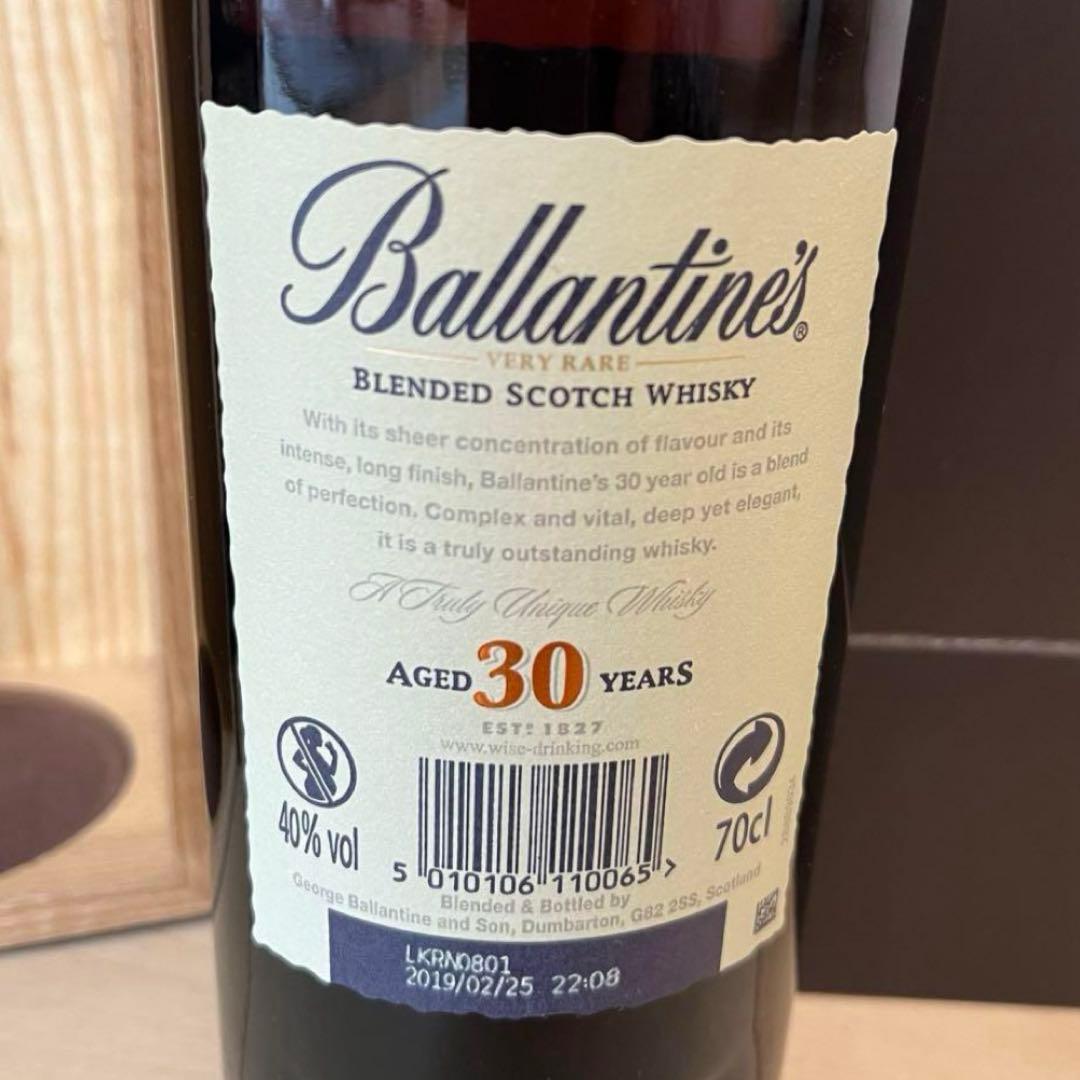 Ballantine's®
VERY RARE
BLENDED SCOTCH WHISKY
With its sheer concentration of flavour and its
intense, long finish, Ballantine's 30 year old is a blend
of perfection. Complex and vital, deep yet elegant,
it is a truly outstanding whisky.
A Truly Unique Whisky
AGED 30 YEARS
ESTD 1827
www.wise-drinking.com
40% vol
70cl
5 010106 110065 >
Blended & Bottled by
George Ballantine and Son, Dumbarton, G82 2SS, Scotland
LKRN0801
2019/02/25 22:08